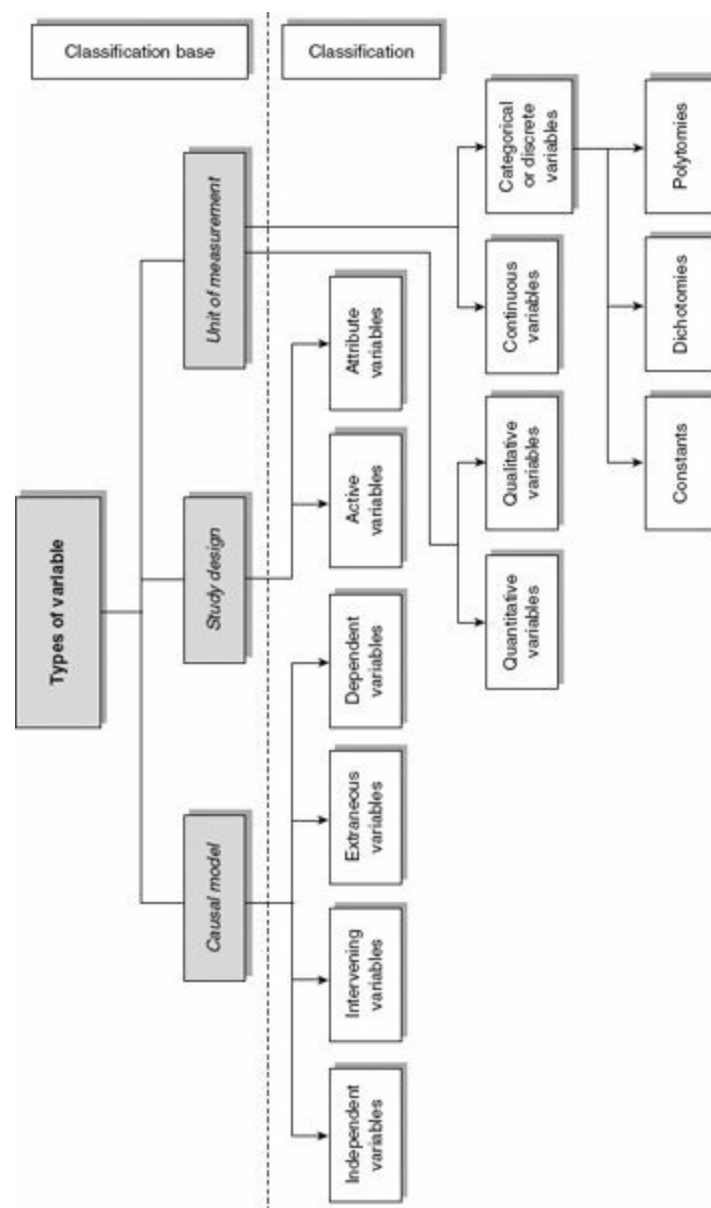 Classification base
Classification
Types of variable
Causal model
Study design
Unit of measurement
Independent
variables
Intervening
variables
Extraneous
variables
Dependent
variables
Active
variables
Attribute
variables
Quantitative
variables
Qualitative
variables
Continuous
variables
Categorical
or discrete
variables
Constants
Dichotomies
Polytomies